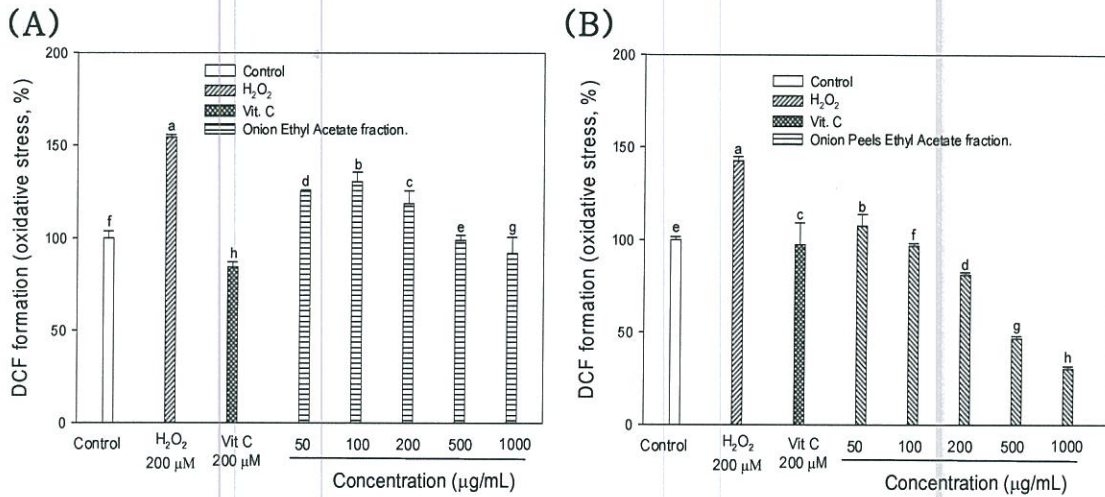 (A)
DCF formation (oxidative stress, %)
200
150
100
50
0
Control
H₂O₂
Vit. C
Onion Ethyl Acetate fraction.
f
a
h
d
b
c
e
g
Control
H₂O₂
200 μM
Vit C
200 μM
50 100 200 500 1000
Concentration (μg/mL)
(B)
DCF formation (oxidative stress, %)
200
150
100
50
0
Control
H₂O₂
Vit. C
Onion Peels Ethyl Acetate fraction.
e
a
c
b
f
d
g
h
Control
H₂O₂
200 μM
Vit C
200 μM
50 100 200 500 1000
Concentration (μg/mL)